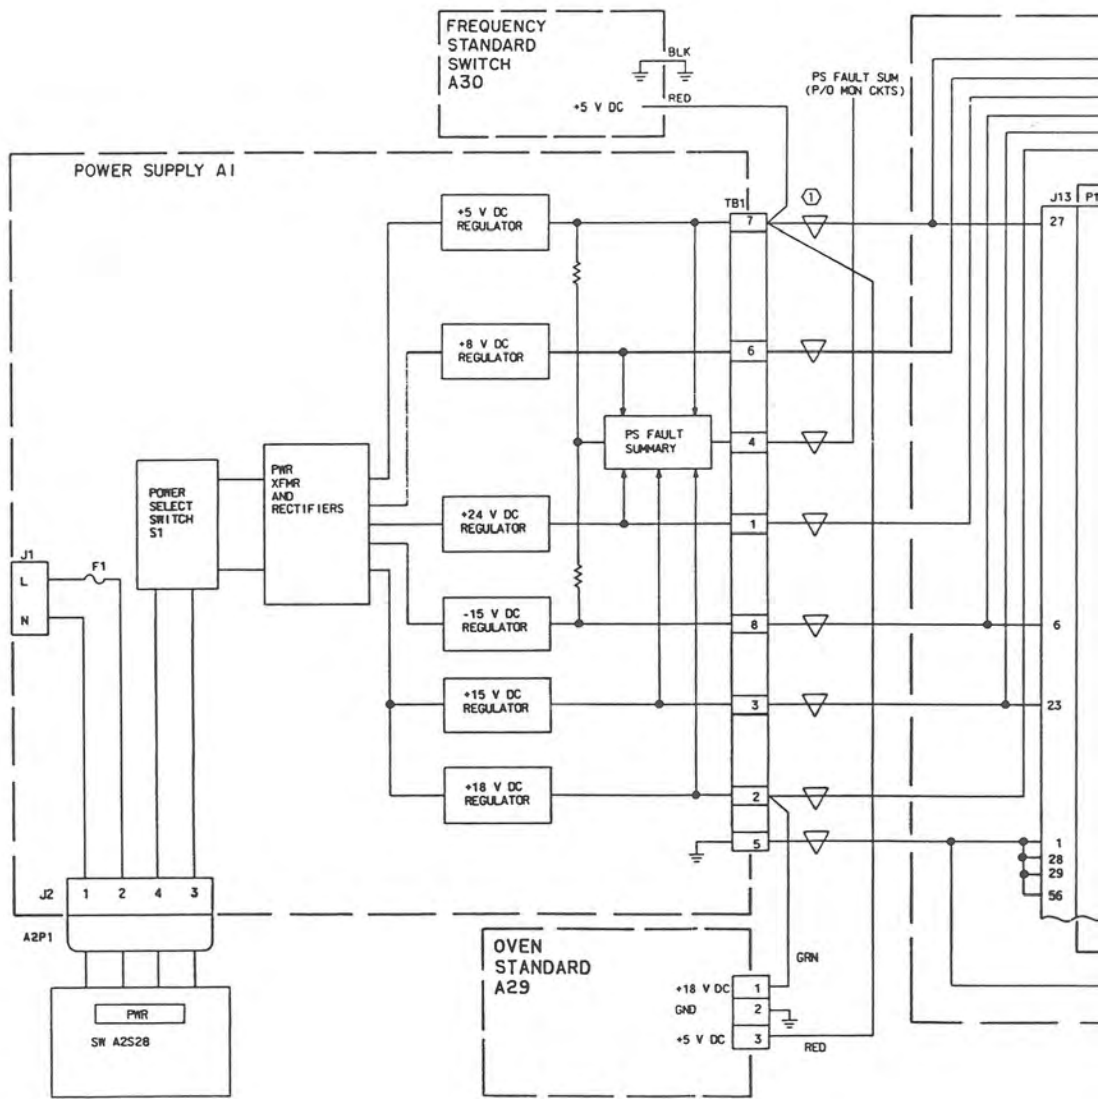 FREQUENCY
STANDARD
SWITCH
A30
BLK
+5 V DC
RED
PS FAULT SUM
(P/O MON CKTS)
POWER SUPPLY A1
+5 V DC
REGULATOR
TB1
7
1
J13
P1
27
+8 V DC
REGULATOR
6
PS FAULT
SUMMARY
4
POWER
SELECT
SWITCH
S1
PWR
XFMR
AND
RECTIFIERS
+24 V DC
REGULATOR
1
J1
L
N
F1
-15 V DC
REGULATOR
8
6
+15 V DC
REGULATOR
3
23
+18 V DC
REGULATOR
2
5
1
28
29
56
J2
1 2 4 3
A2P1
PWR
SW A2S28
OVEN
STANDARD
A29
GRN
+18 V DC
1
GND
2
+5 V DC
3
RED